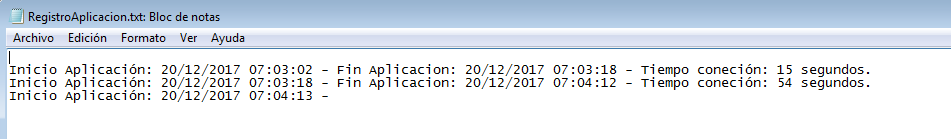 RegistroAplicacion.txt: Bloc de notas
Archivo Edición Formato Ver Ayuda
Inicio Aplicación: 20/12/2017 07:03:02 - Fin Aplicacion: 20/12/2017 07:03:18 - Tiempo coneción: 15 segundos.
Inicio Aplicación: 20/12/2017 07:03:18 - Fin Aplicacion: 20/12/2017 07:04:12 - Tiempo coneción: 54 segundos.
Inicio Aplicación: 20/12/2017 07:04:13 -